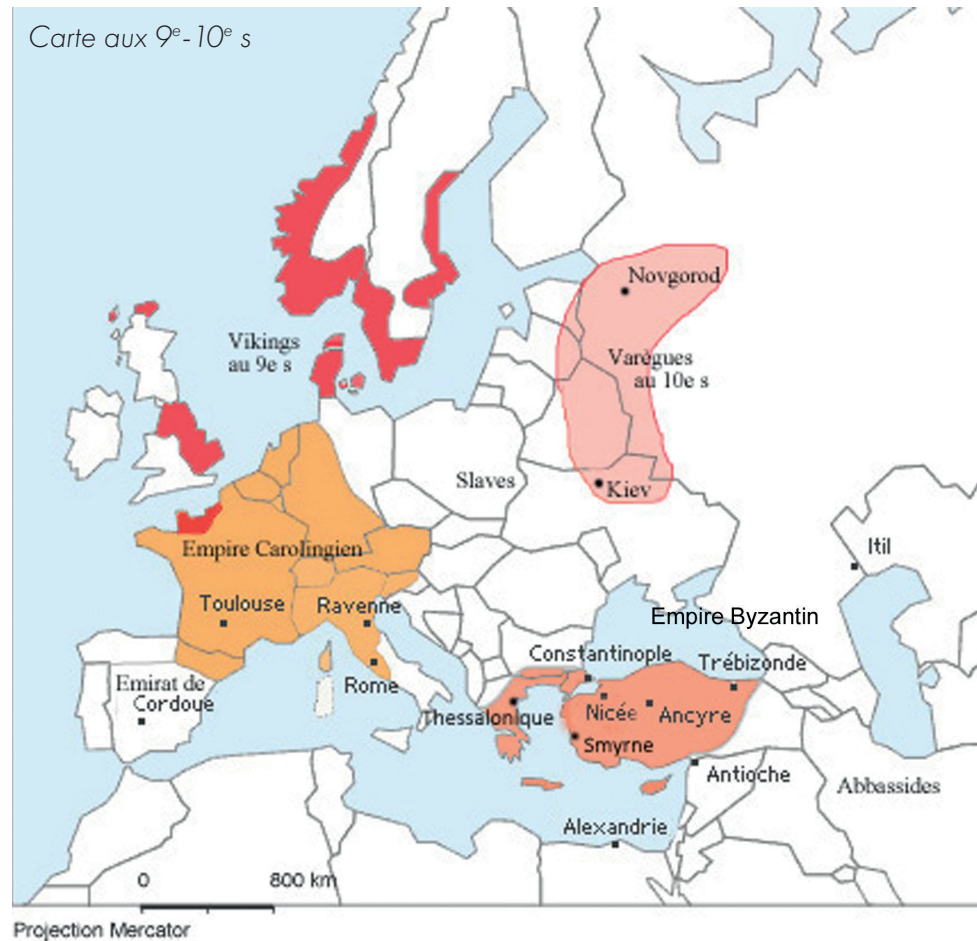 Carte aux 9e-10e s
Novgorod
Vikings
au 9e s
Varègues
au 10e s
Slaves
Kiev
Empire Carolingien
Itil
Toulouse
Ravenne
Empire Byzantin
Constantinople
Trébizonde
Emirat de
Cordoue
Rome
Thessalonique
Nicée
Ancyre
Smyrne
Antioche
Abbassides
Alexandrie
0
800 km
Projection Mercator